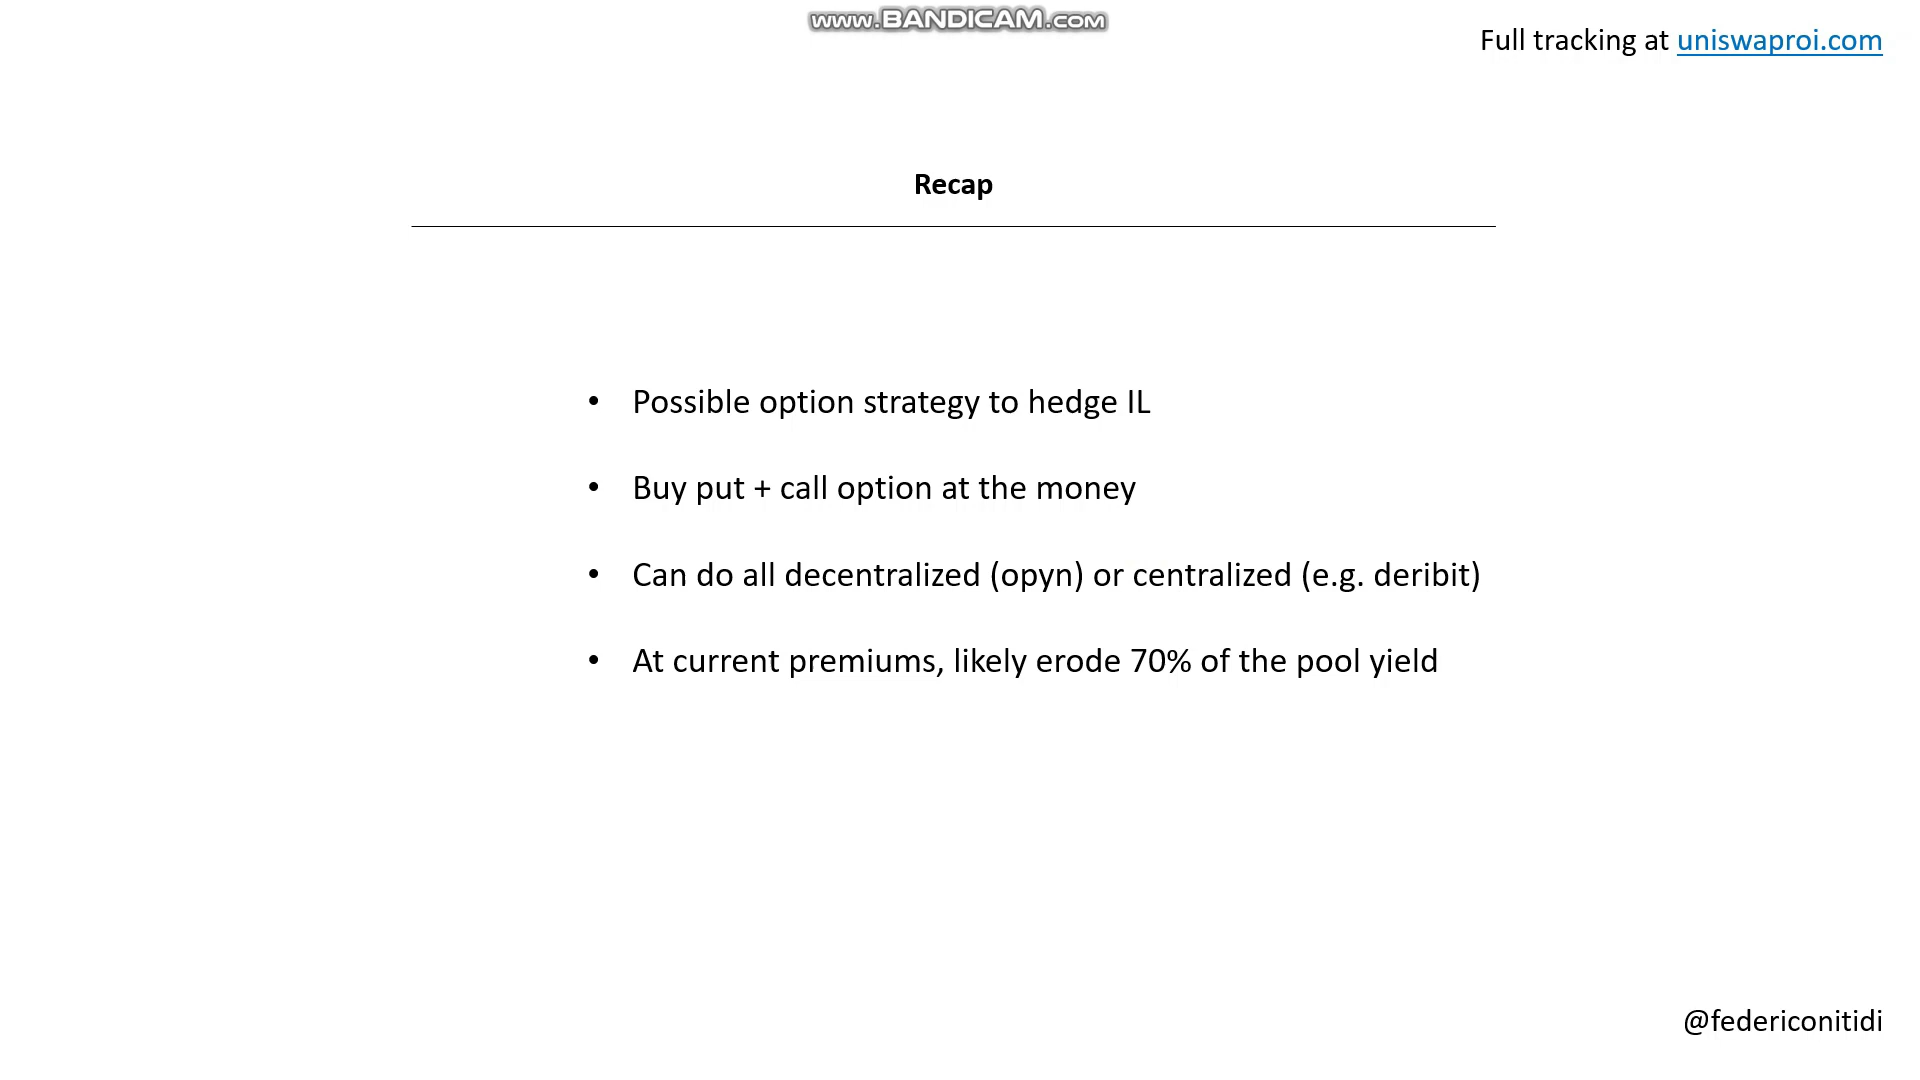 www.BANDICAM.com
Full tracking at uniswaproi.com
Recap
• Possible option strategy to hedge IL
• Buy put + call option at the money
• Can do all decentralized (opyn) or centralized (e.g. deribit)
• At current premiums, likely erode 70% of the pool yield
@federiconitidi